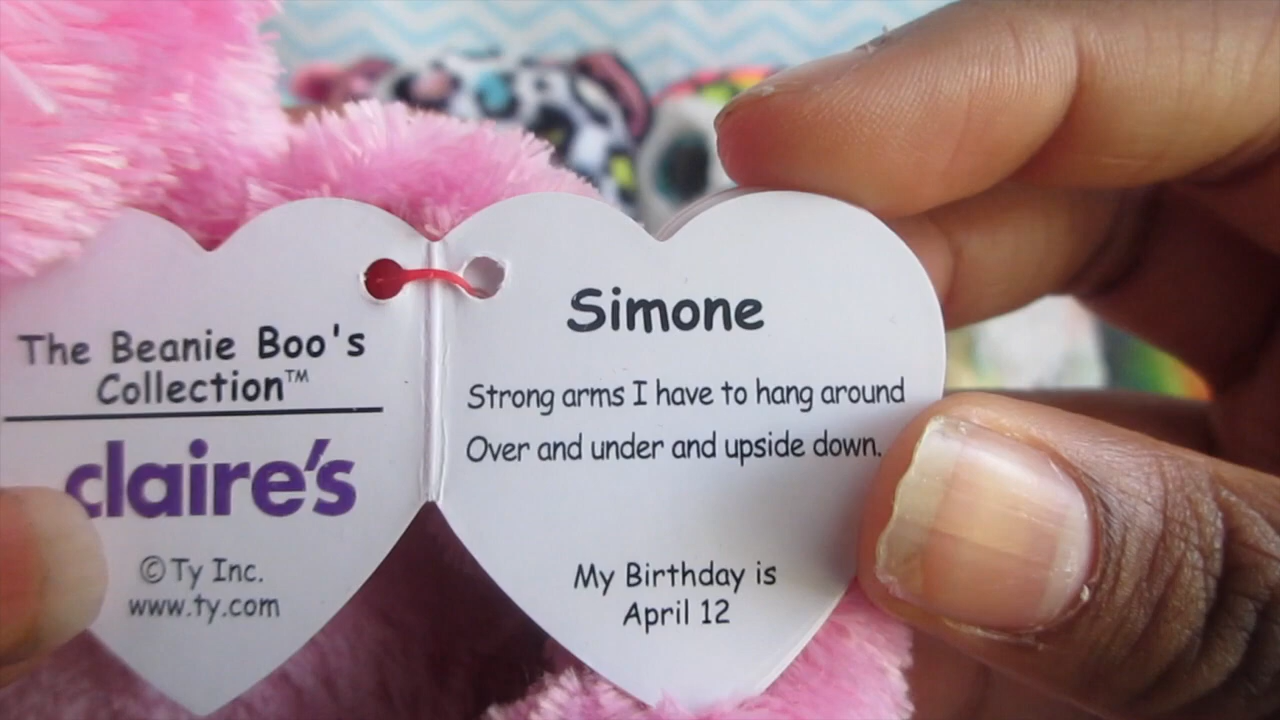 The Beanie Boo's
Collection™
claire's
© Ty Inc.
www.ty.com
Simone
Strong arms I have to hang around
Over and under and upside down.
My Birthday is
April 12